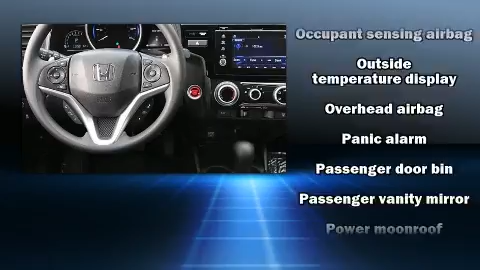 Occupant sensing airbag
Outside
temperature display
Overhead airbag
Panic alarm
Passenger door bin
Passenger vanity mirror
Power moonroof